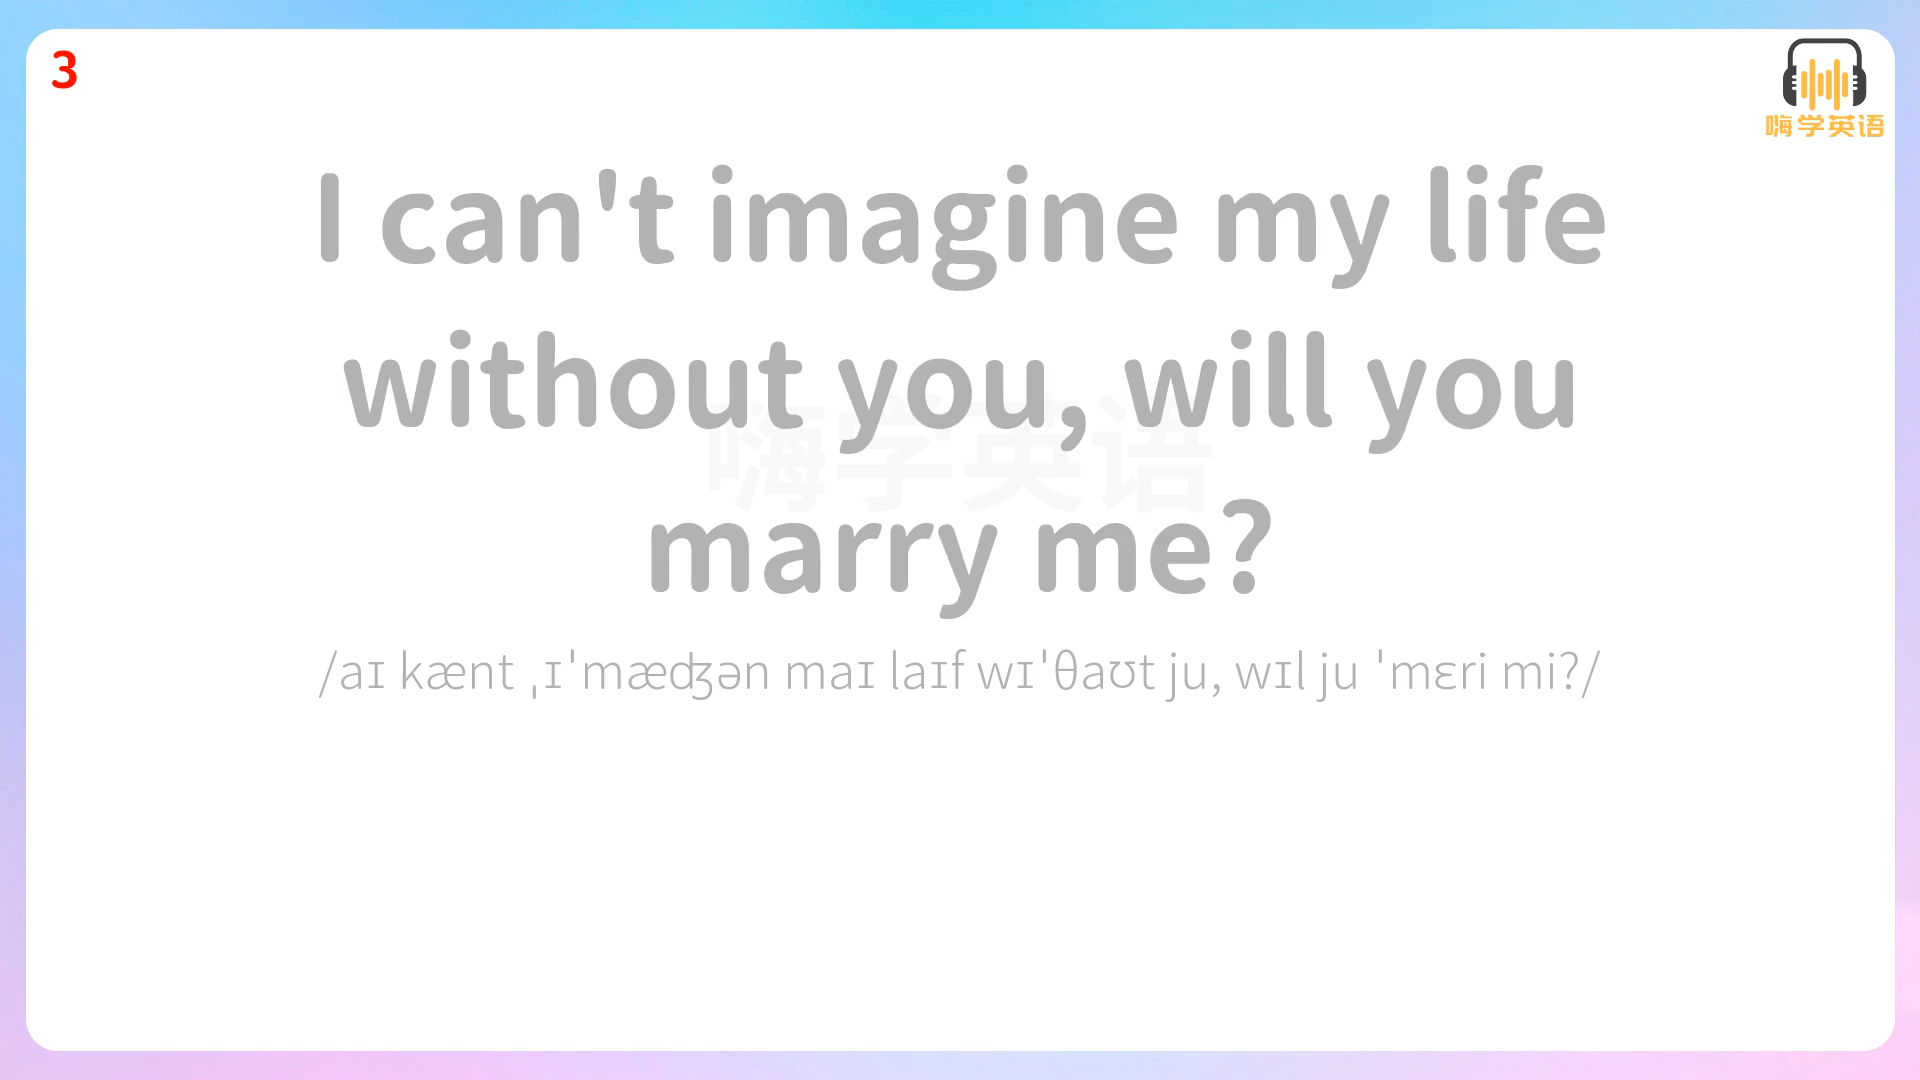 3
嗨学英语
I can't imagine my life
without you, will you
嗨学英语
marry me?
/aɪ kænt ˌɪˈmæʤən maɪ laɪf wɪˈθaʊt ju, wɪl ju ˈmɛri mi?/